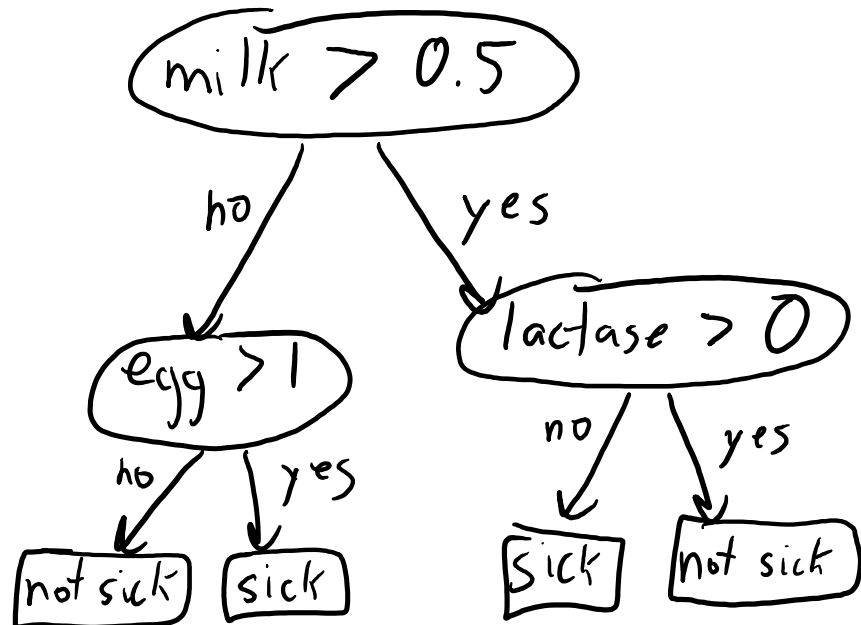 milk > 0.5
no
yes
lactase > 0
egg > 1
no
yes
no
yes
not sick
sick
sick
not sick